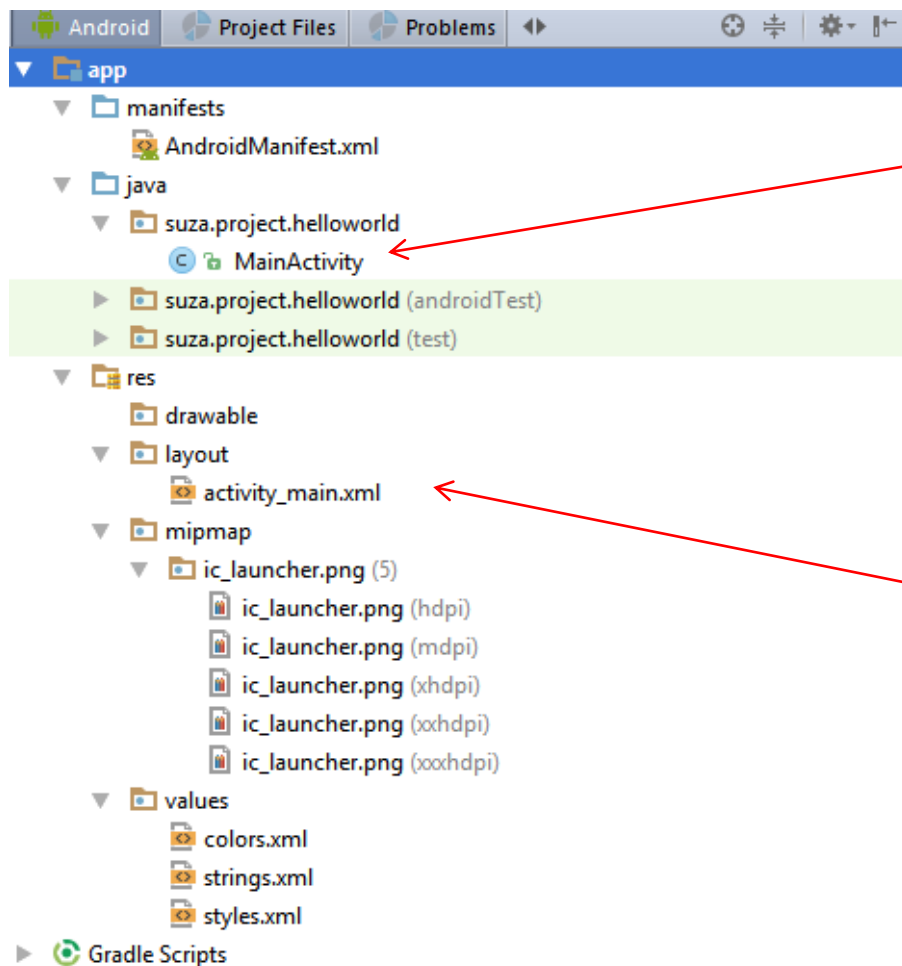 Android Project Files Problems
app
manifests
AndroidManifest.xml
java
suza.project.helloworld
C MainActivity
suza.project.helloworld (androidTest)
suza.project.helloworld (test)
res
drawable
layout
activity_main.xml
mipmap
ic_launcher.png (5)
ic_launcher.png (hdpi)
ic_launcher.png (mdpi)
ic_launcher.png (xhdpi)
ic_launcher.png (xxhdpi)
ic_launcher.png (xxxhdpi)
values
colors.xml
strings.xml
styles.xml
Gradle Scripts